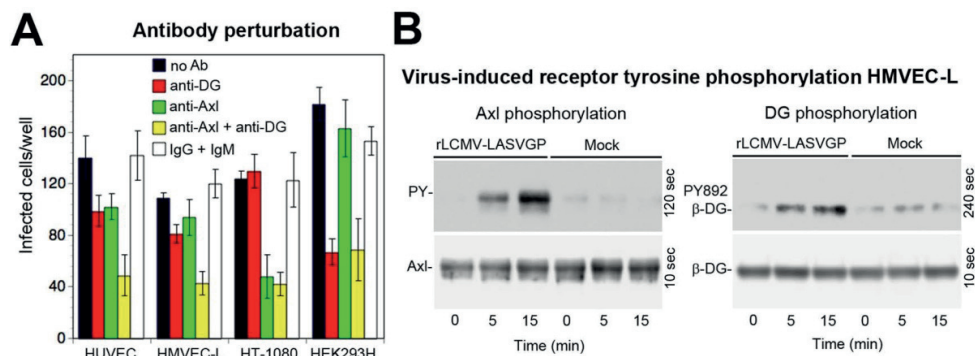 A
Antibody perturbation
200
160
120
80
40
0
Infected cells/well
no Ab
anti-DG
anti-Axl
anti-Axl + anti-DG
IgG + IgM
HUVEC
HMVEC-L
HT-1080
HEK293H
B
Virus-induced receptor tyrosine phosphorylation HMVEC-L
Axl phosphorylation
rLCMV-LASVGP Mock
PY-
120 sec
Axl-
10 sec
0 5 15 0 5 15
Time (min)
DG phosphorylation
rLCMV-LASVGP Mock
PY892
β-DG-
240 sec
β-DG-
10 sec
0 5 15 0 5 15
Time (min)